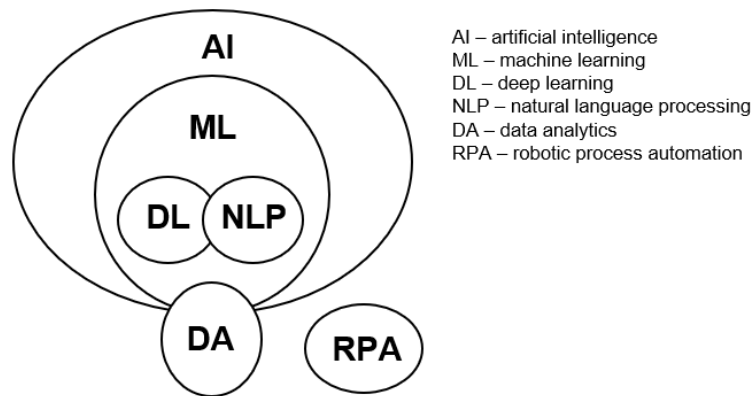 AI
ML
DL
NLP
DA
RPA
AI – artificial intelligence
ML – machine learning
DL – deep learning
NLP – natural language processing
DA – data analytics
RPA – robotic process automation